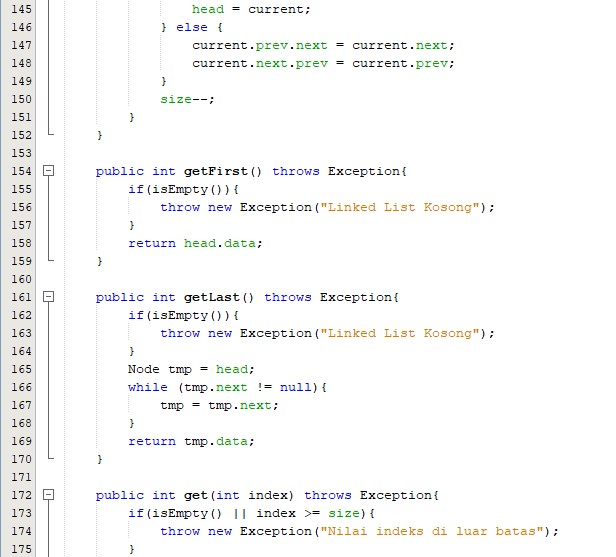 145                     head = current;
146                 } else {
147                     current.prev.next = current.next;
148                     current.next.prev = current.prev;
149                 }
150                 size--;
151             }
152         }
153
154         public int getFirst() throws Exception{
155             if(isEmpty()){
156                 throw new Exception("Linked List Kosong");
157             }
158             return head.data;
159         }
160
161         public int getLast() throws Exception{
162             if(isEmpty()){
163                 throw new Exception("Linked List Kosong");
164             }
165             Node tmp = head;
166             while (tmp.next != null){
167                 tmp = tmp.next;
168             }
169             return tmp.data;
170         }
171
172         public int get(int index) throws Exception{
173             if(isEmpty() || index >= size){
174                 throw new Exception("Nilai indeks di luar batas");
175             }